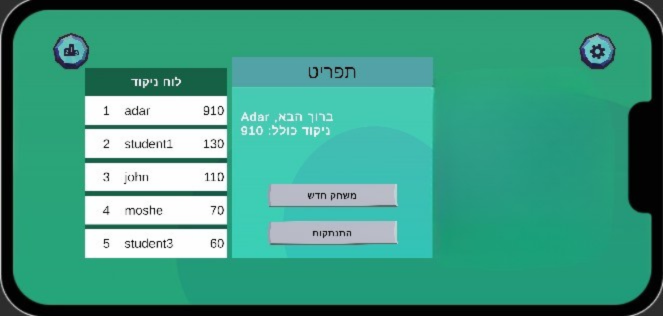 לוח ניקוד
1 adar 910
2 student1 130
3 john 110
4 moshe 70
5 student3 60
תפריט
ברוך הבא, Adar
ניקוד כולל: 910
משחק חדש
התנתקות